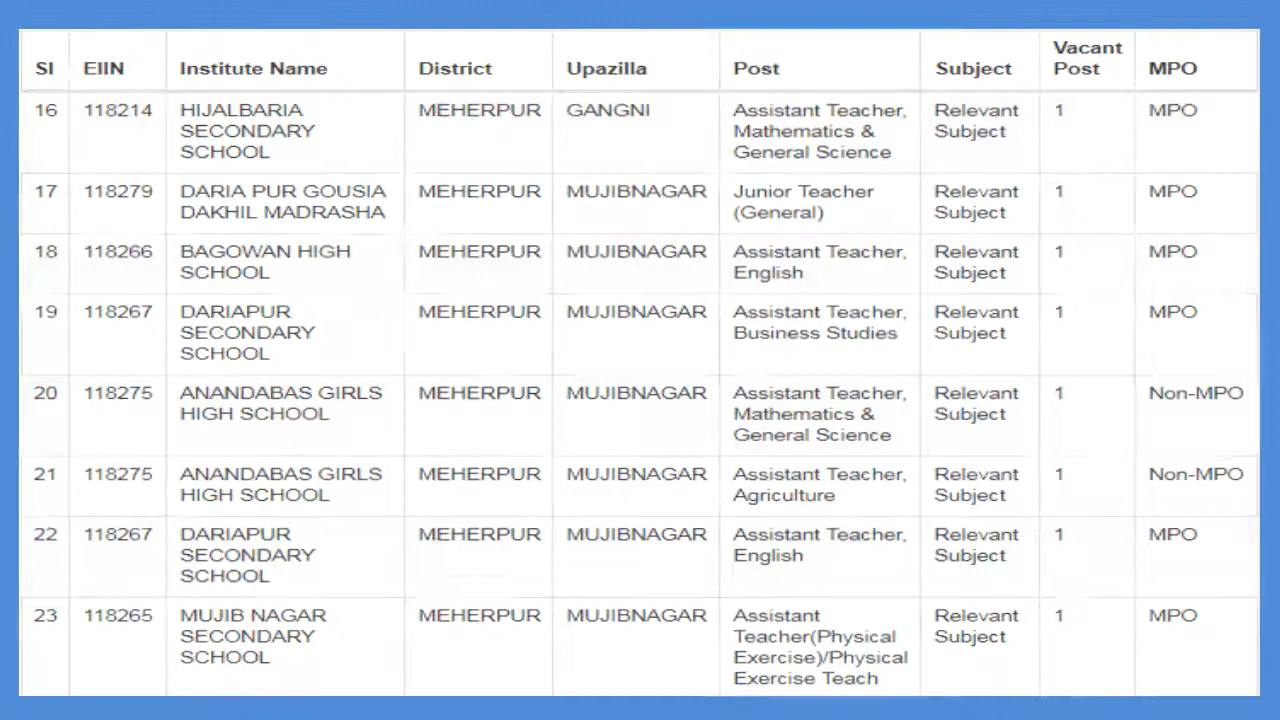 Sl EIIN Institute Name District Upazilla Post Subject Vacant Post MPO
16 118214 HIJALBARIA SECONDARY SCHOOL MEHERPUR GANGNI Assistant Teacher, Mathematics & General Science Relevant Subject 1 MPO
17 118279 DARIA PUR GOUSIA DAKHIL MADRASHA MEHERPUR MUJIBNAGAR Junior Teacher (General) Relevant Subject 1 MPO
18 118266 BAGOWAN HIGH SCHOOL MEHERPUR MUJIBNAGAR Assistant Teacher, English Relevant Subject 1 MPO
19 118267 DARIAPUR SECONDARY SCHOOL MEHERPUR MUJIBNAGAR Assistant Teacher, Business Studies Relevant Subject 1 MPO
20 118275 ANANDABAS GIRLS HIGH SCHOOL MEHERPUR MUJIBNAGAR Assistant Teacher, Mathematics & General Science Relevant Subject 1 Non-MPO
21 118275 ANANDABAS GIRLS HIGH SCHOOL MEHERPUR MUJIBNAGAR Assistant Teacher, Agriculture Relevant Subject 1 Non-MPO
22 118267 DARIAPUR SECONDARY SCHOOL MEHERPUR MUJIBNAGAR Assistant Teacher, English Relevant Subject 1 MPO
23 118265 MUJIB NAGAR SECONDARY SCHOOL MEHERPUR MUJIBNAGAR Assistant Teacher(Physical Exercise)/Physical Exercise Teach Relevant Subject 1 MPO